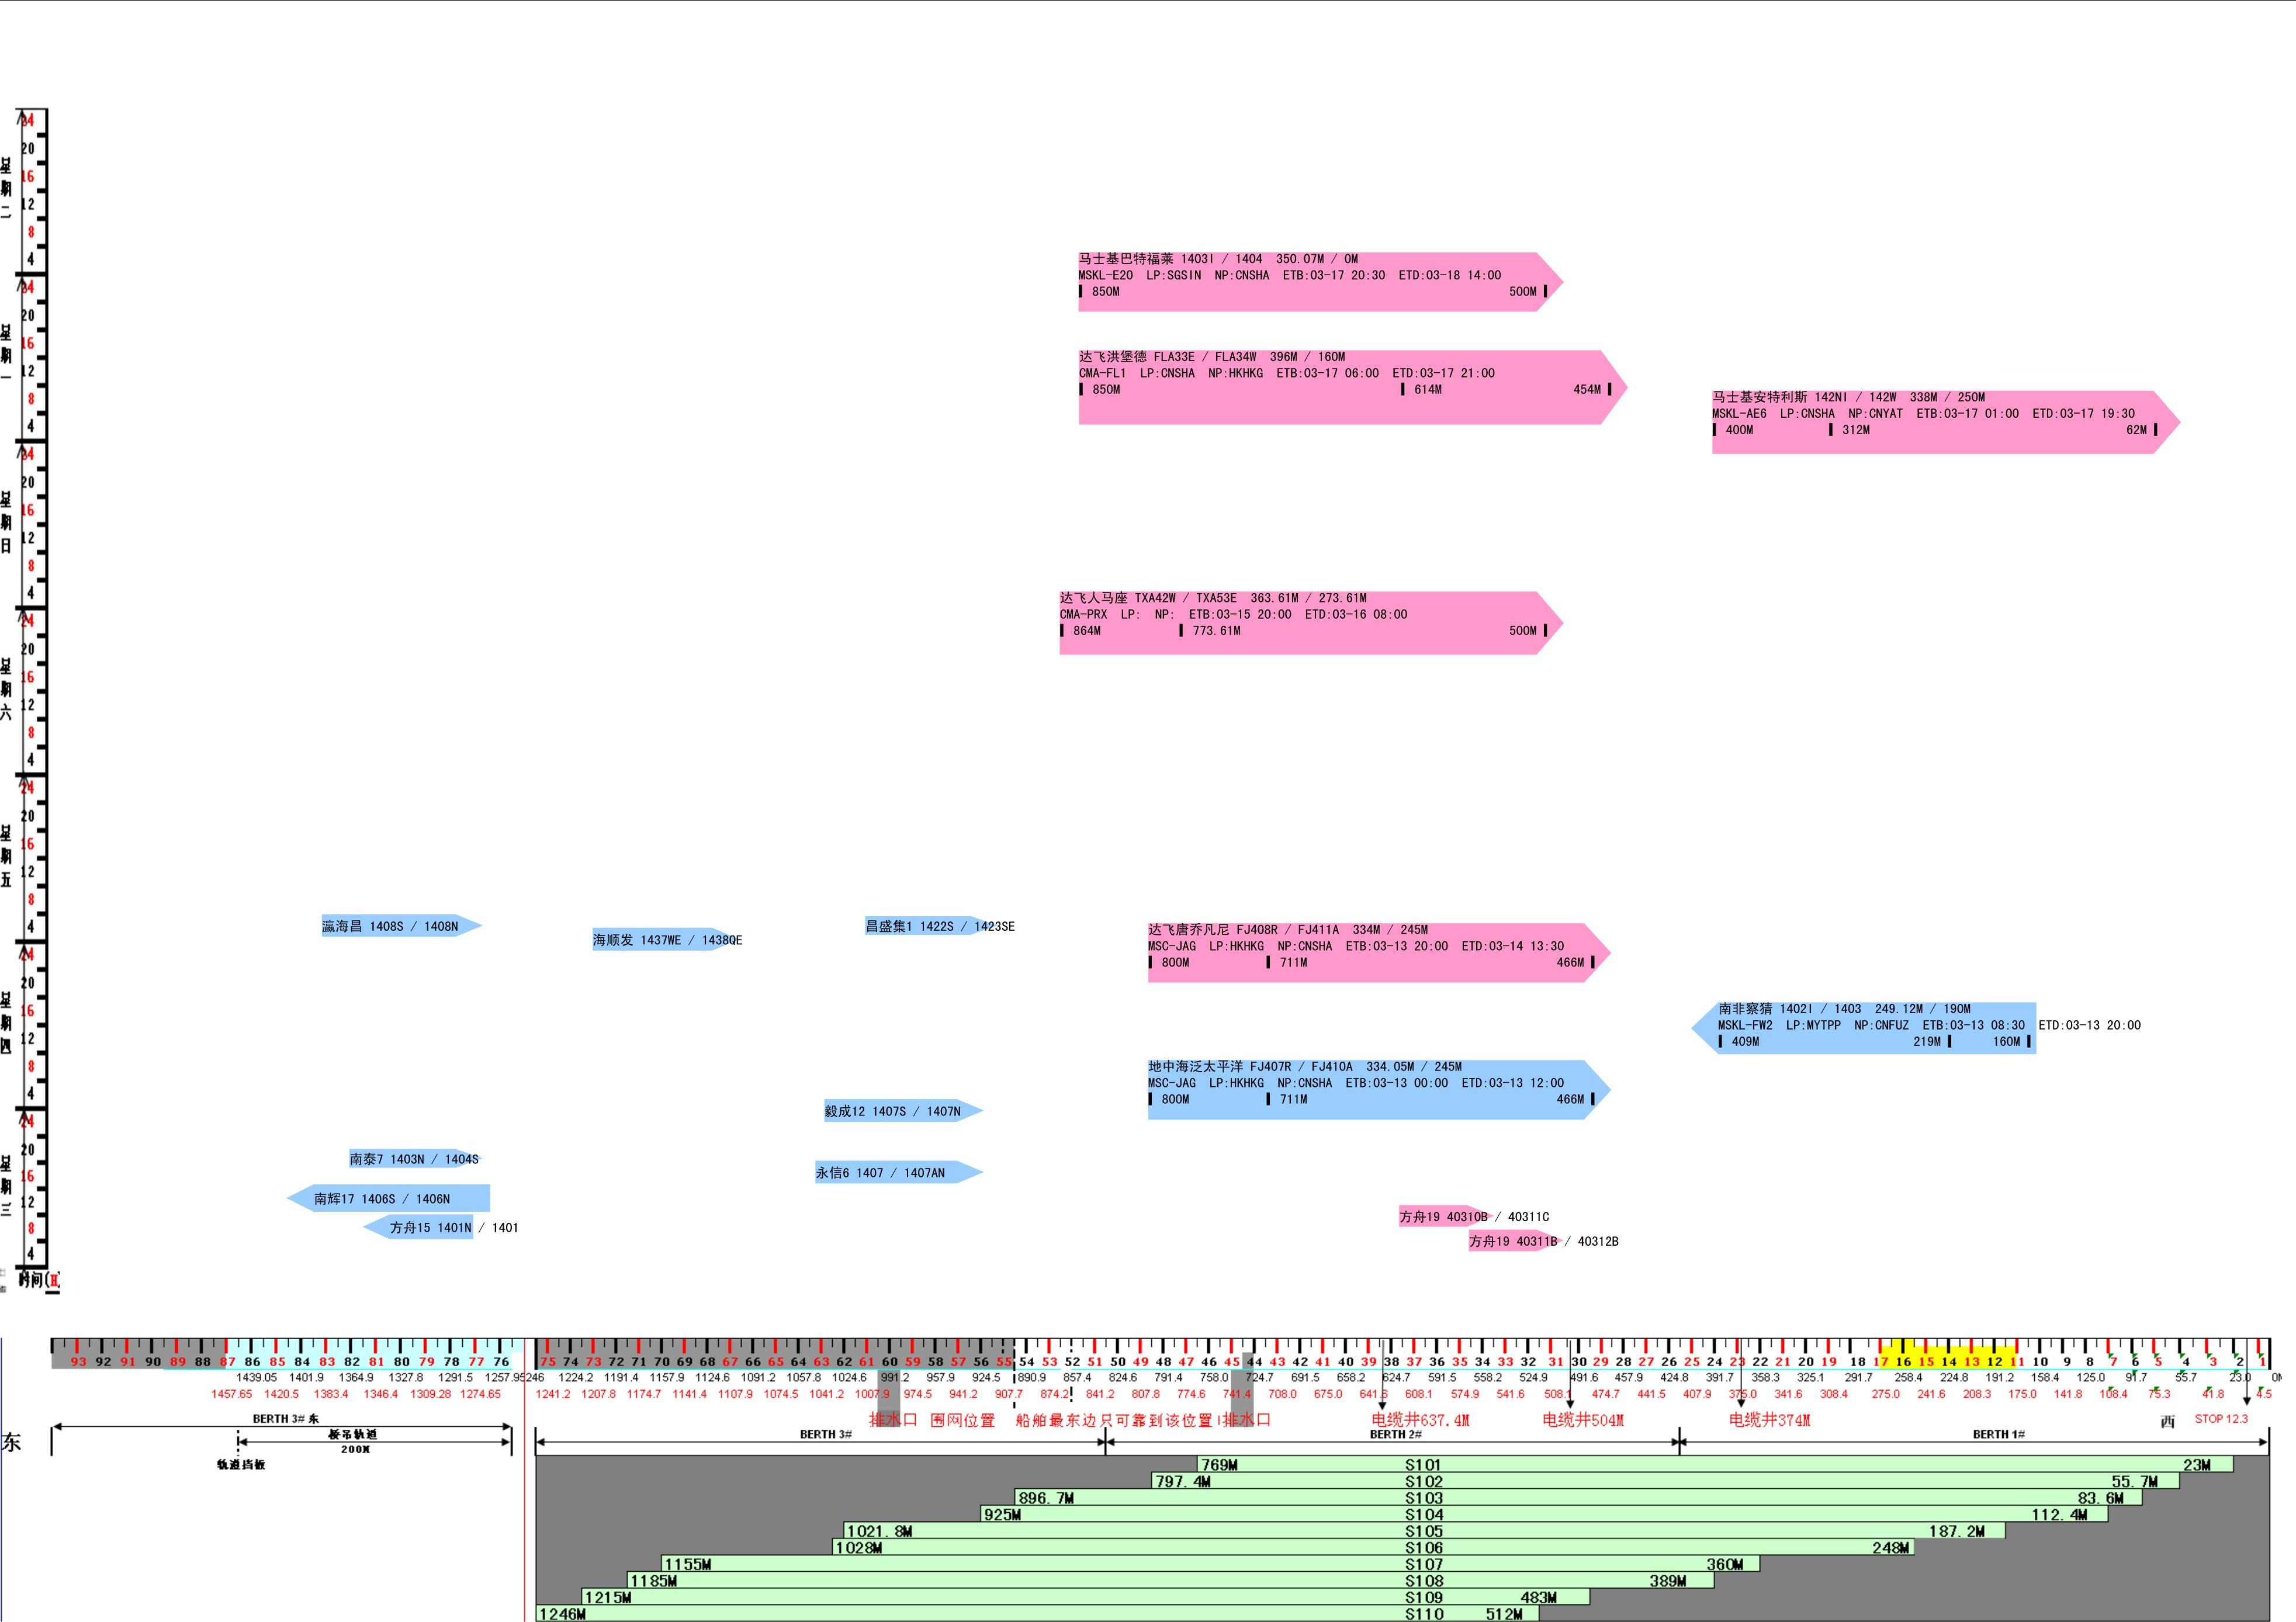 星期二
24
20
16
12
8
4
星期一
24
20
16
12
8
4
星期日
24
20
16
12
8
4
星期六
24
20
16
12
8
4
星期五
24
20
16
12
8
4
星期四
24
20
16
12
8
4
星期三
24
20
16
12
8
4
时间(H)
马士基巴特福莱 1403I / 1404 350.07M / 0M
MSKL-E20 LP:SGSIN NP:CNSHA ETB:03-17 20:30 ETD:03-18 14:00
850M 500M
达飞洪堡德 FLA33E / FLA34W 396M / 160M
CMA-FL1 LP:CNSHA NP:HKHKG ETB:03-17 06:00 ETD:03-17 21:00
850M 614M 454M
马士基安特利斯 142NI / 142W 338M / 250M
MSKL-AE6 LP:CNSHA NP:CNYAT ETB:03-17 01:00 ETD:03-17 19:30
400M 312M 62M
达飞人马座 TXA42W / TXA53E 363.61M / 273.61M
CMA-PRX LP: NP: ETB:03-15 20:00 ETD:03-16 08:00
864M 773.61M 500M
瀛海昌 1408S / 1408N
海顺发 1437WE / 1438QE
昌盛集1 1422S / 1423SE
达飞唐乔凡尼 FJ408R / FJ411A 334M / 245M
MSC-JAG LP:HKHKG NP:CNSHA ETB:03-13 20:00 ETD:03-14 13:30
800M 711M 466M
南非察猜 1402I / 1403 249.12M / 190M
MSKL-FW2 LP:MYTPP NP:CNFUZ ETB:03-13 08:30 ETD:03-13 20:00
409M 219M 160M
地中海泛太平洋 FJ407R / FJ410A 334.05M / 245M
MSC-JAG LP:HKHKG NP:CNSHA ETB:03-13 00:00 ETD:03-13 12:00
800M 711M 466M
毅成12 1407S / 1407N
南泰7 1403N / 1404S
永信6 1407 / 1407AN
南辉17 1406S / 1406N
方舟15 1401N / 1401
方舟19 40310B / 40311C
方舟19 40311B / 40312B
93 92 91 90 89 88 87 86 85 84 83 82 81 80 79 78 77 76 75 74 73 72 71 70 69 68 67 66 65 64 63 62 61 60 59 58 57 56 55 54 53 52 51 50 49 48 47 46 45 44 43 42 41 40 39 38 37 36 35 34 33 32 31 30 29 28 27 26 25 24 23 22 21 20 19 18 17 16 15 14 13 12 11 10 9 8 7 6 5 4 3 2 1
1439.05 1401.9 1364.9 1327.8 1291.5 1257.95 1224.2 1191.4 1157.9 1124.6 1091.2 1057.8 1024.6 991.2 957.9 924.5 890.9 857.4 824.6 791.4 758.0 724.7 691.5 658.2 624.7 591.5 558.2 524.9 491.6 457.9 424.8 391.7 358.3 325.1 291.7 258.4 224.8 191.2 158.4 125.0 91.7 55.7 23.0
1457.65 1420.5 1383.4 1346.4 1309.28 1274.65 1241.2 1207.8 1174.7 1141.4 1107.9 1074.5 1041.2 1007.9 974.5 941.2 907.7 874.2 841.2 807.8 774.6 741.4 708.0 675.0 641.6 608.1 574.9 541.6 508.1 474.7 441.5 407.9 375.0 341.6 308.4 275.0 241.6 208.3 175.0 141.8 108.4 75.3 41.8 4.5
排水口 围网位置 船舶最东边只可靠到该位置 排水口 电缆井637.4M 电缆井504M 电缆井374M 西 STOP 12.3
东
BERTH 3# 东
桥吊轨道
200M
轨道挡板
BERTH 3# BERTH 2# BERTH 1#
769M S101 23M
797.4M S102 55.7M
896.7M S103 83.6M
925M S104 112.4M
1021.8M S105 187.2M
1028M S106 248M
1155M S107 360M
1185M S108 389M
1215M S109 483M
1246M S110 512M